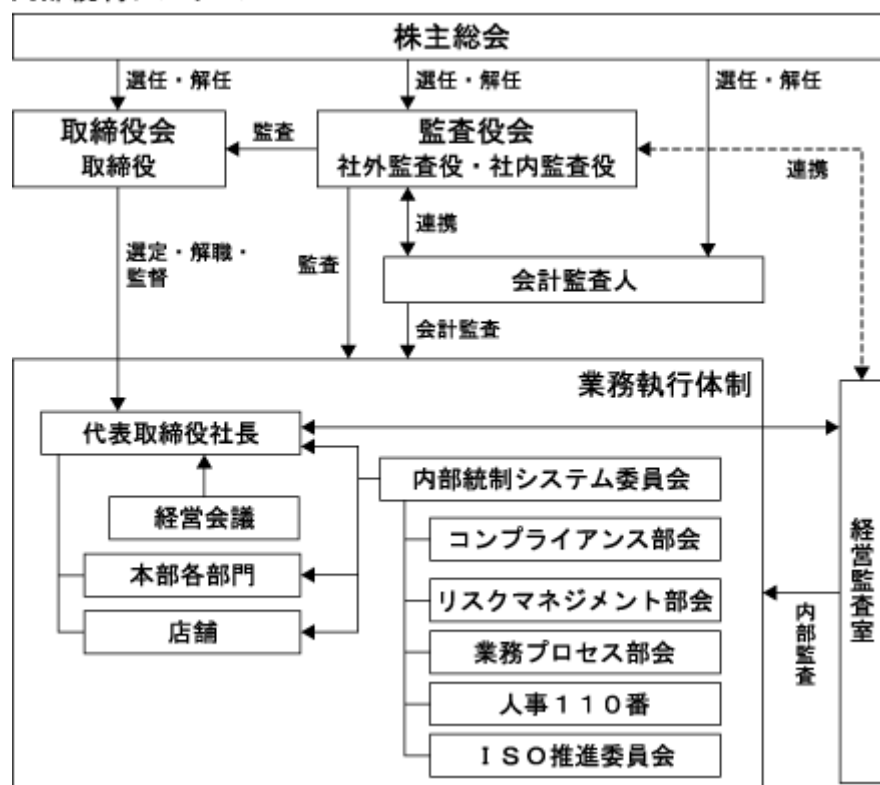 株主総会
選任・解任
選任・解任
選任・解任
取締役会
取締役
監査
監査役会
社外監査役・社内監査役
連携
選定・解職・
監督
監査
連携
会計監査人
会計監査
業務執行体制
代表取締役社長
内部統制システム委員会
経営会議
コンプライアンス部会
本部各部門
リスクマネジメント部会
店舗
業務プロセス部会
人事110番
ISO推進委員会
内部監査
経営監査室